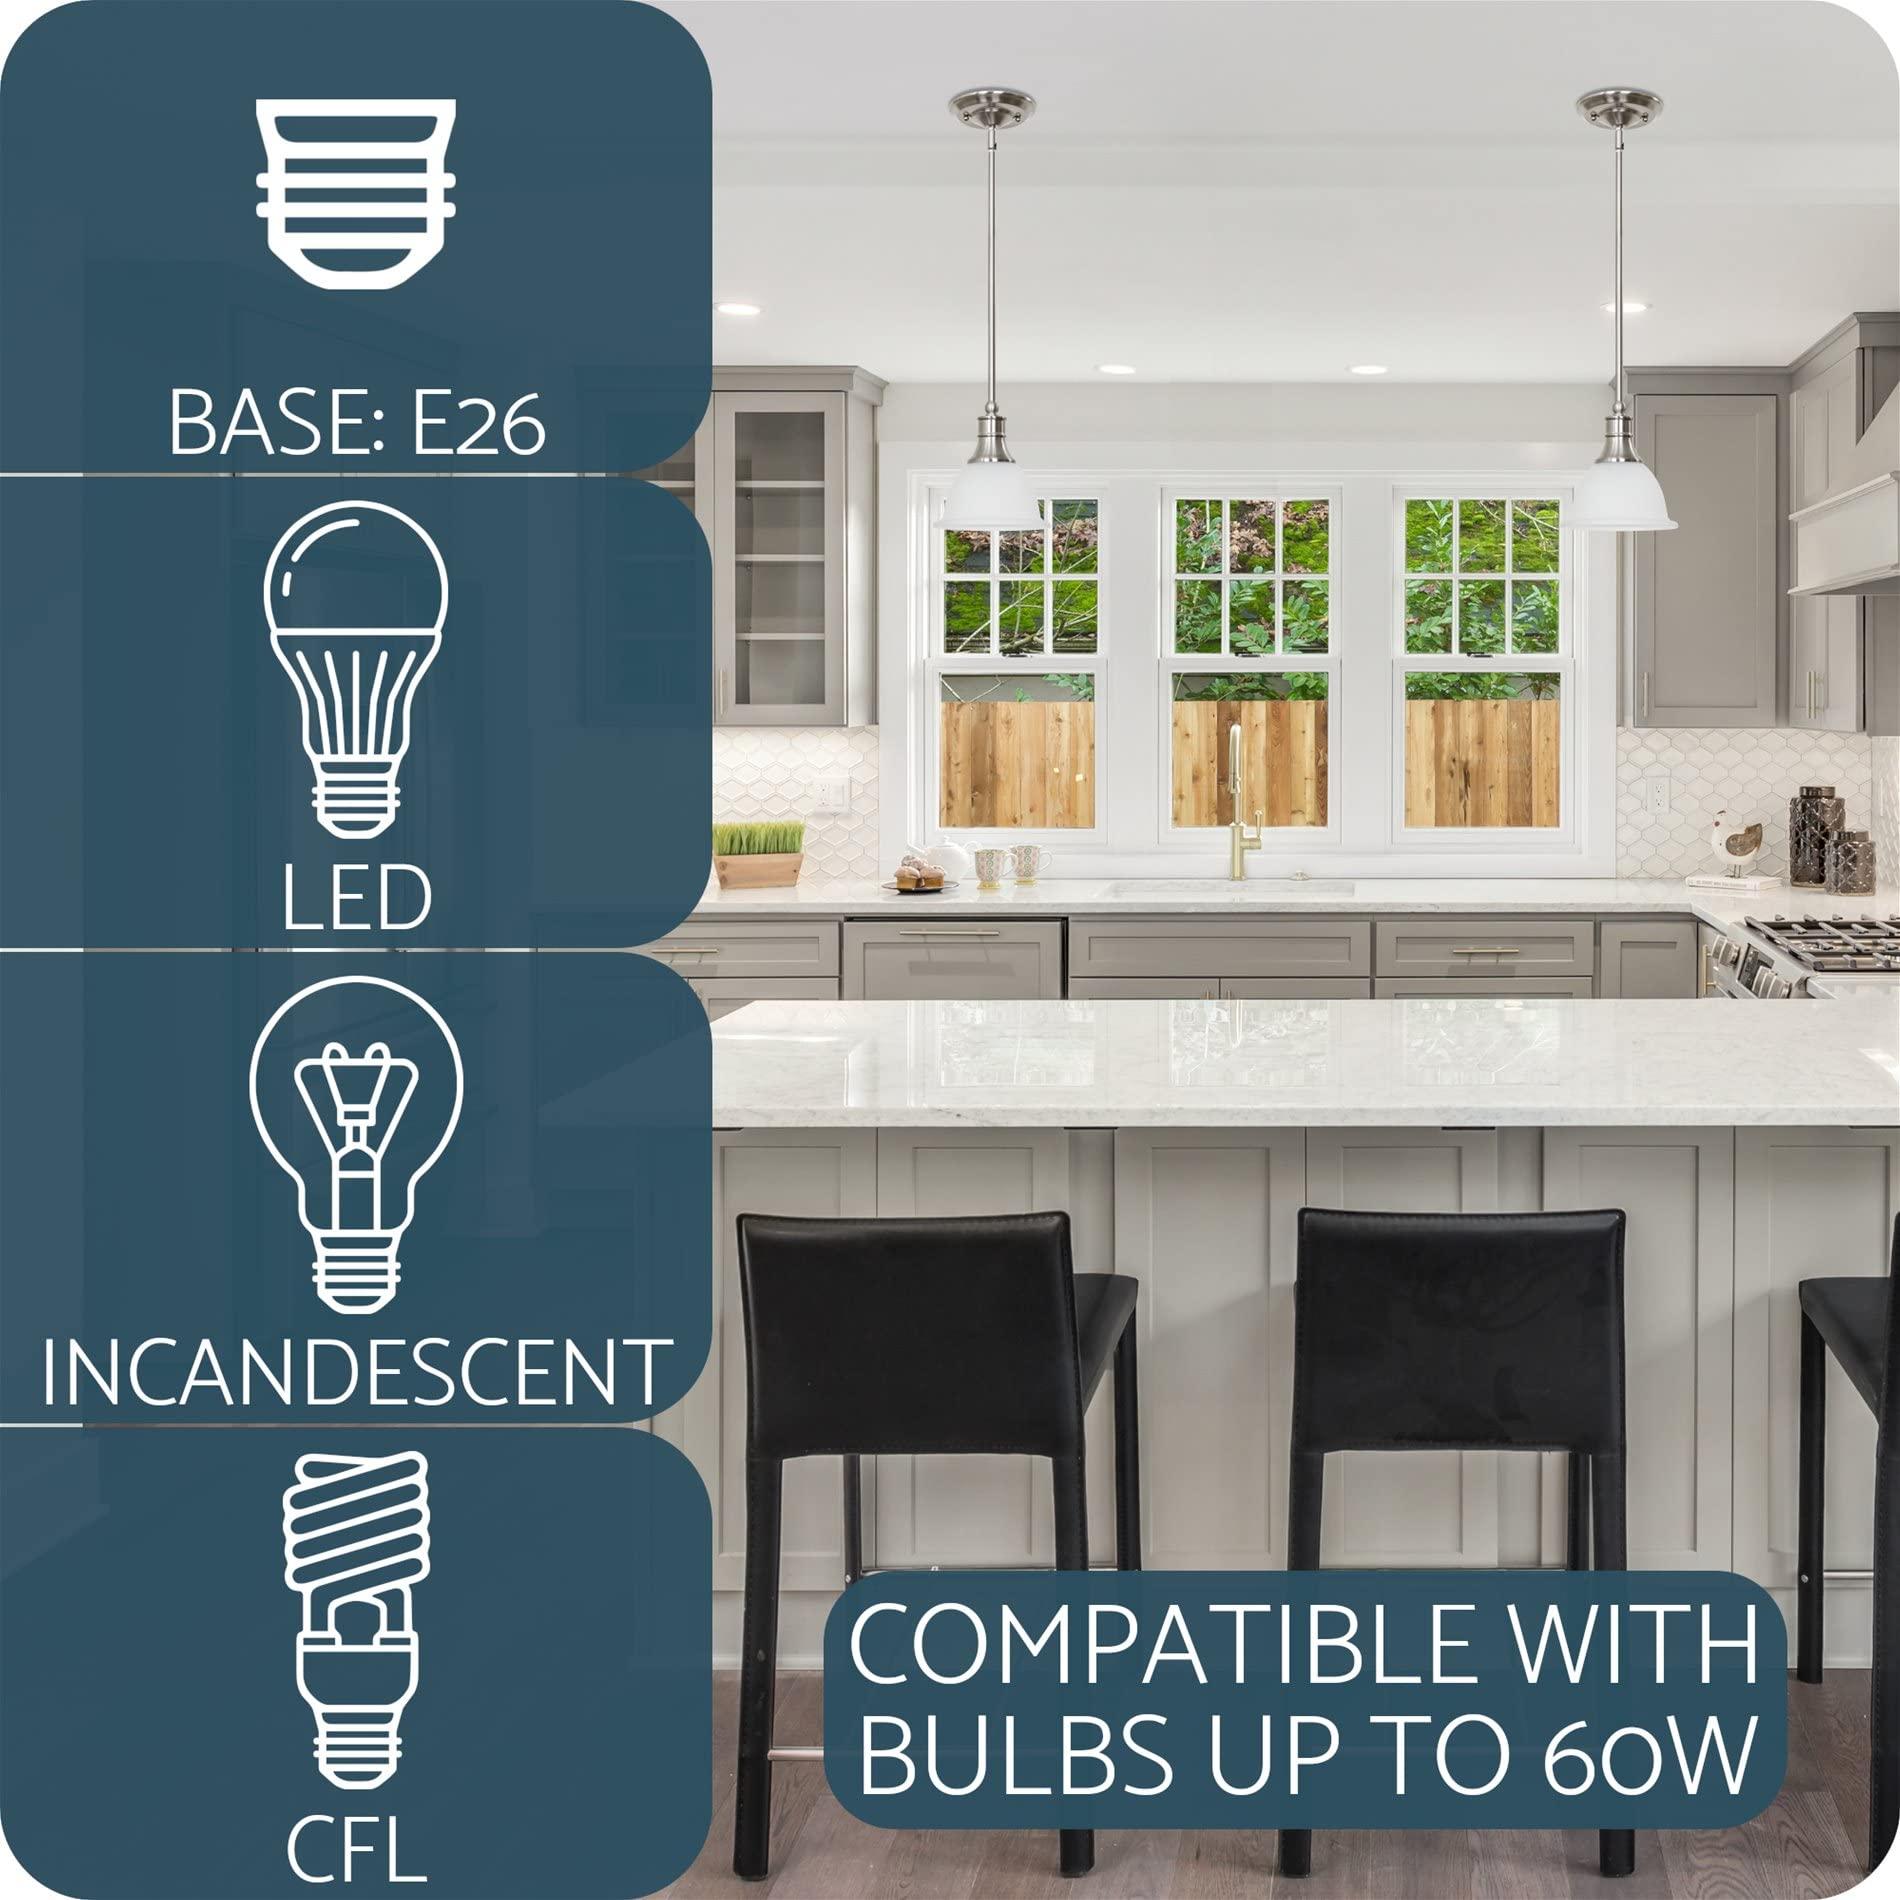 BASE: E26
LED
INCANDESCENT
CFL
COMPATIBLE WITH
BULBS UP TO 60W